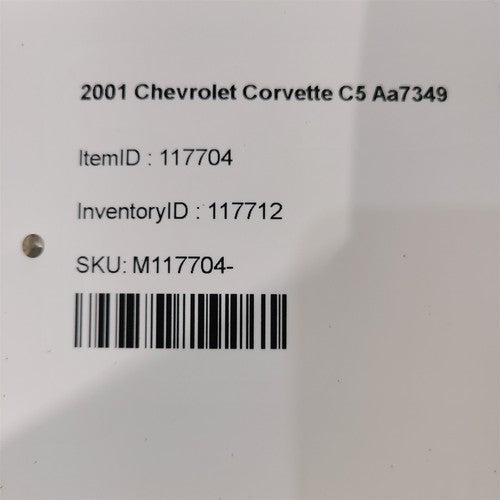 2001 Chevrolet Corvette C5 Aa7349
ItemID : 117704
InventoryID : 117712
SKU: M117704-